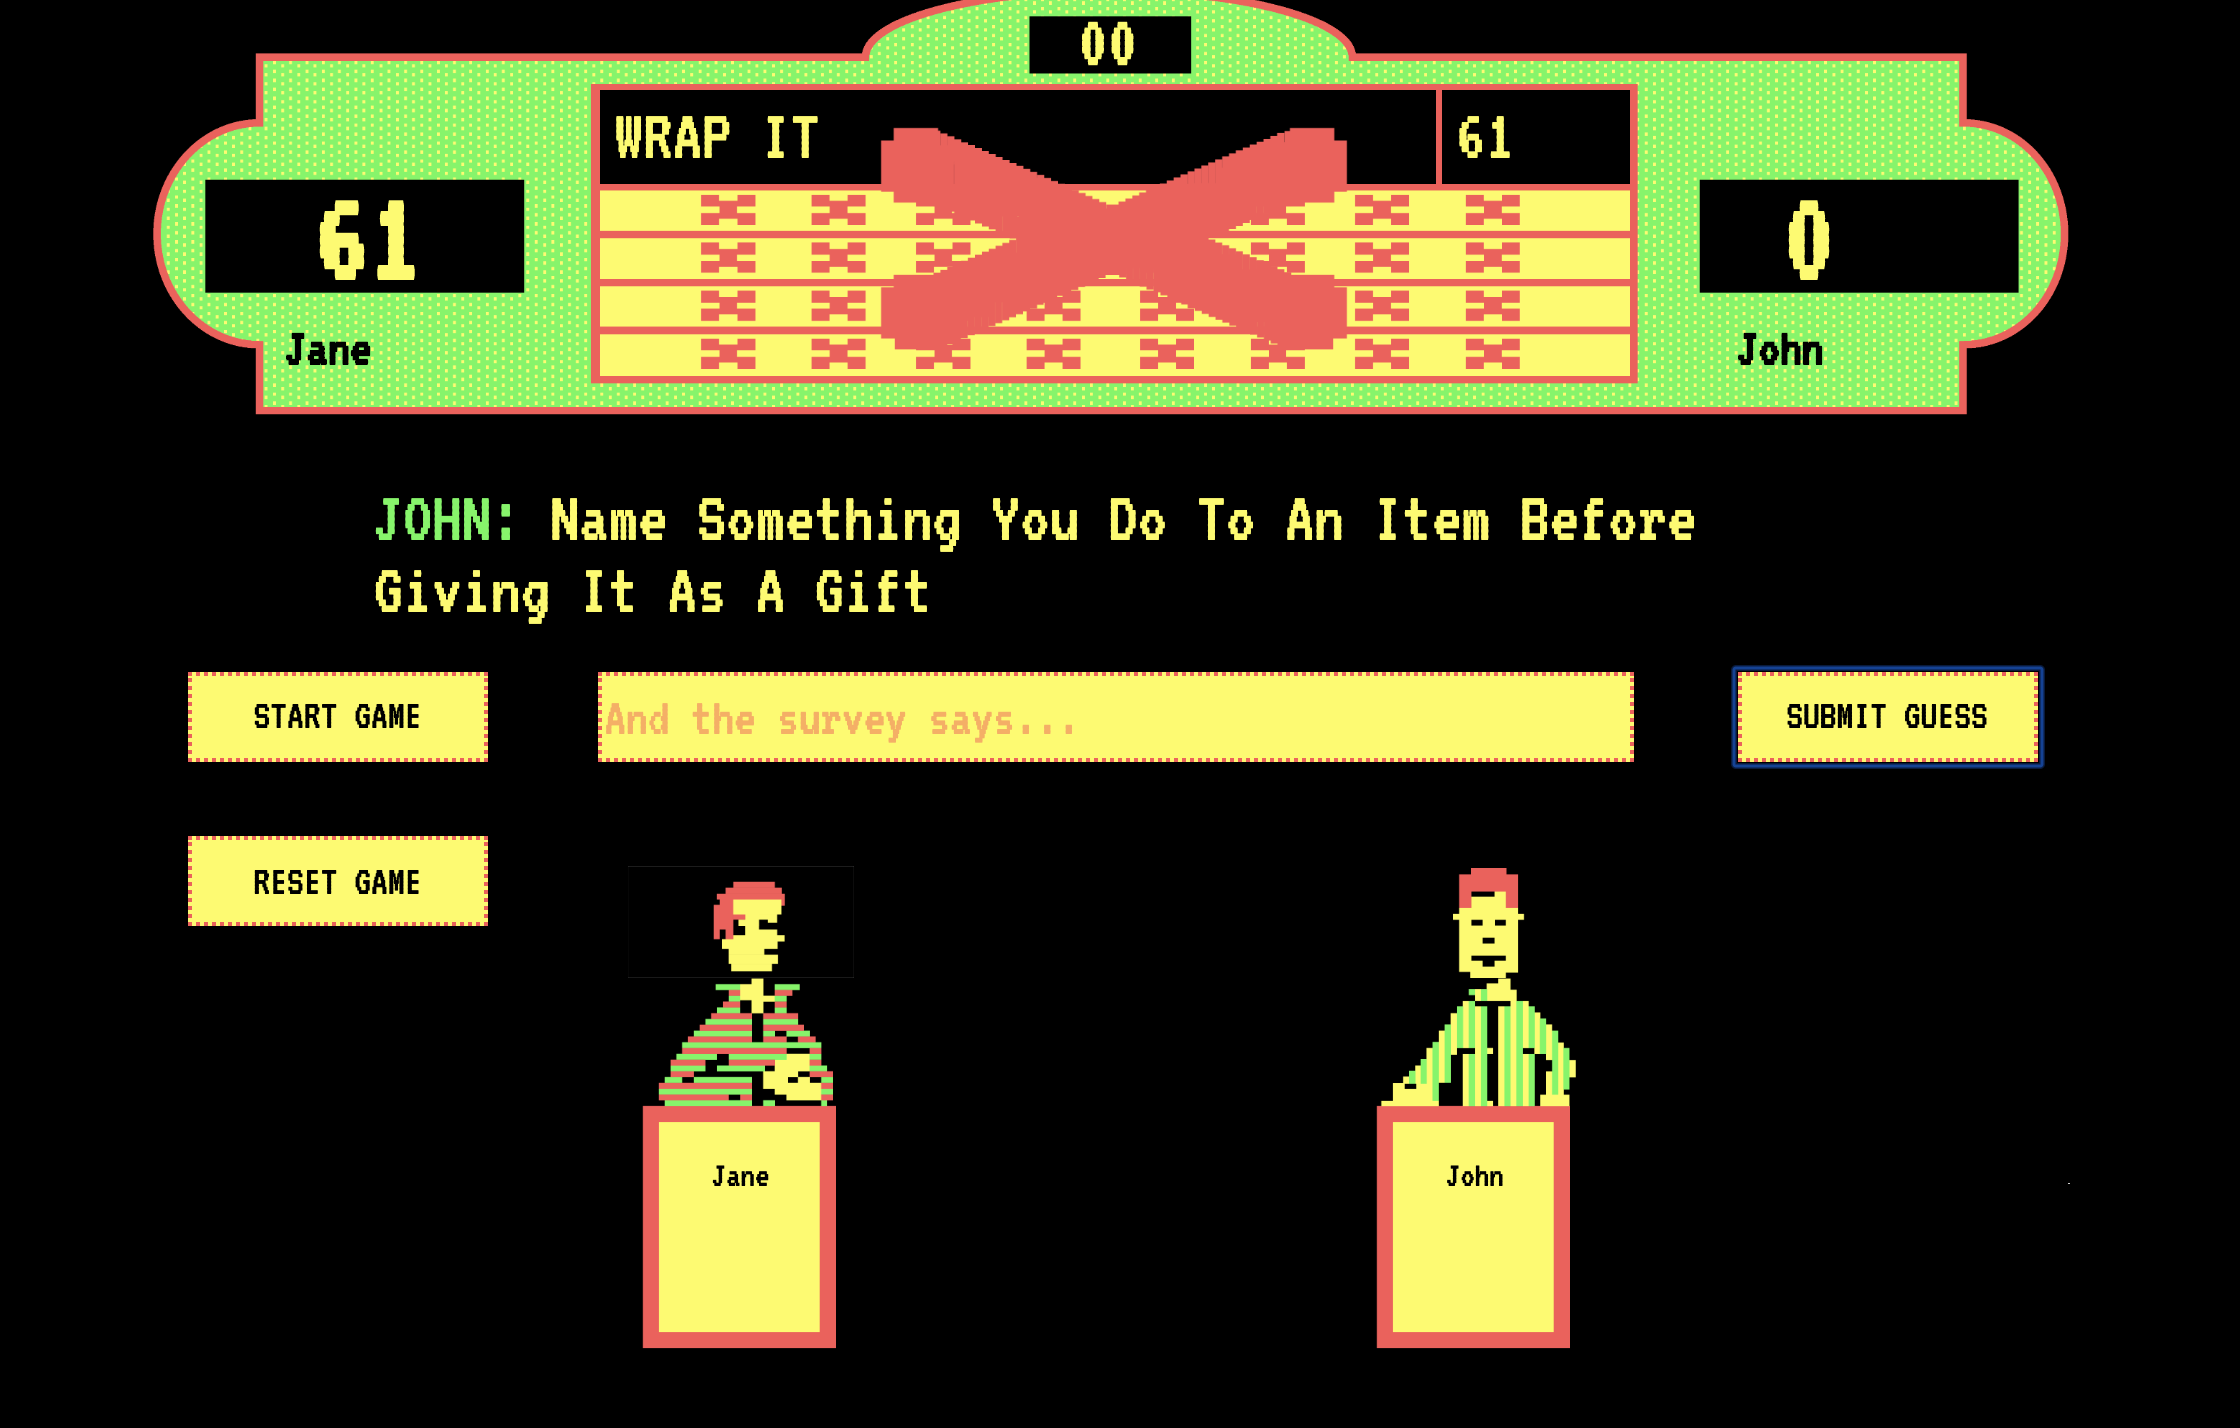 00
WRAP IT 61
61
0
Jane
John
JOHN: Name Something You Do To An Item Before
Giving It As A Gift
START GAME
And the survey says...
SUBMIT GUESS
RESET GAME
Jane
John